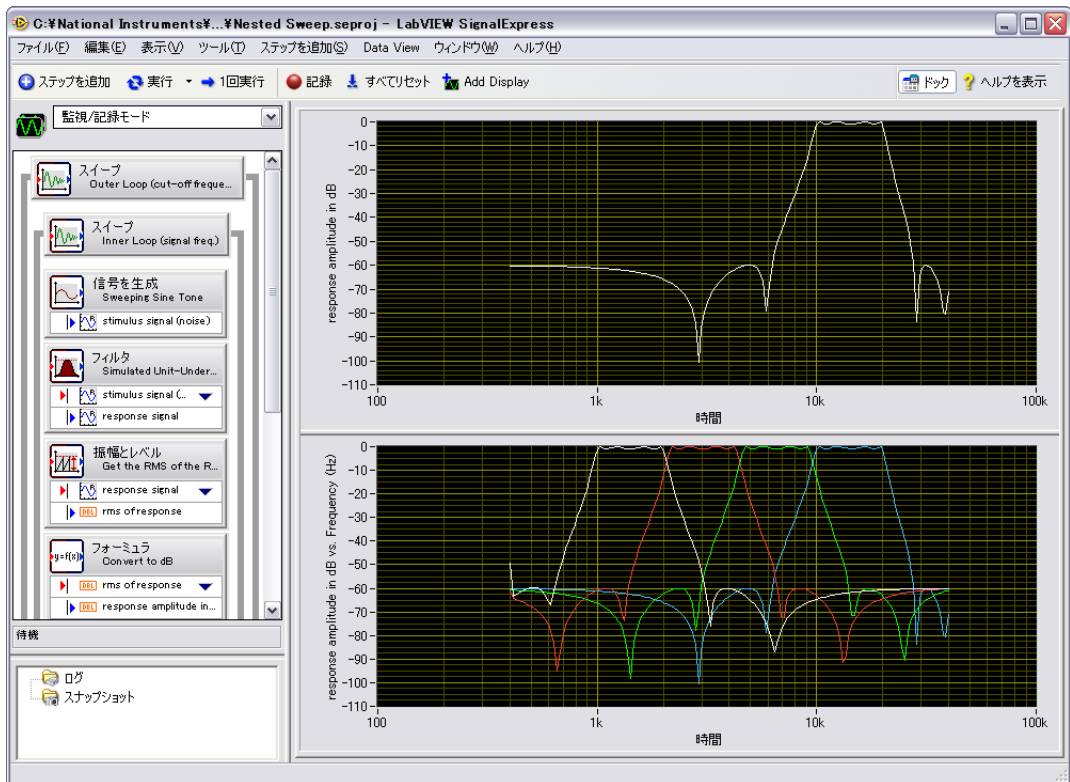 C:¥National Instruments¥...¥Nested Sweep.seproj - LabVIEW SignalExpress
ファイル(F) 編集(E) 表示(V) ツール(T) ステップを追加(S) Data View ウィンドウ(W) ヘルプ(H)
ステップを追加 実行 1回実行 記録 すべてリセット Add Display ドック ヘルプを表示
監視/記録モード
スイープ
Outer Loop (cut-off freque...
スイープ
Inner Loop (signal freq.)
信号を生成
Sweeping Sine Tone
stimulus signal (noise)
フィルタ
Simulated Unit-Under...
stimulus signal (...
response signal
振幅とレベル
Get the RMS of the R...
response signal
DBL rms of response
y=f(x) フォーミュラ
Convert to dB
DBL rms of response
DBL response amplitude in...
待機
ログ
スナップショット
response amplitude in dB
0
-10
-20
-30
-40
-50
-60
-70
-80
-90
-100
-110
100 1k 10k 100k
時間
response amplitude in dB vs. Frequency (Hz)
0
-10
-20
-30
-40
-50
-60
-70
-80
-90
-100
-110
100 1k 10k 100k
時間